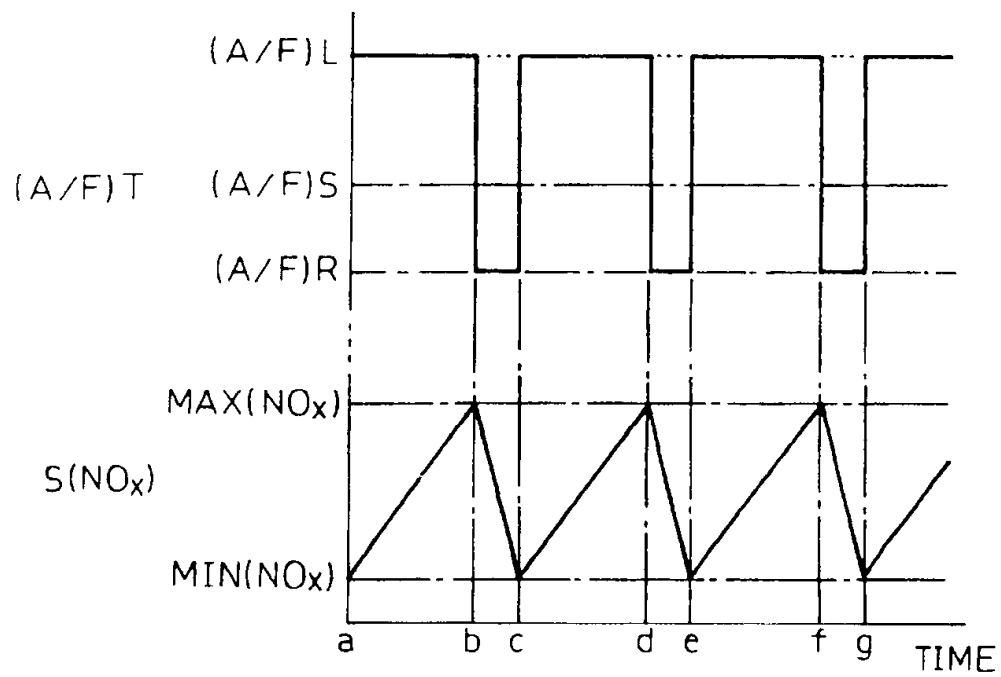 (A/F)L
(A/F)T (A/F)S
(A/F)R
MAX(NOx)
S(NOx)
MIN(NOx)
a b c d e f g
TIME